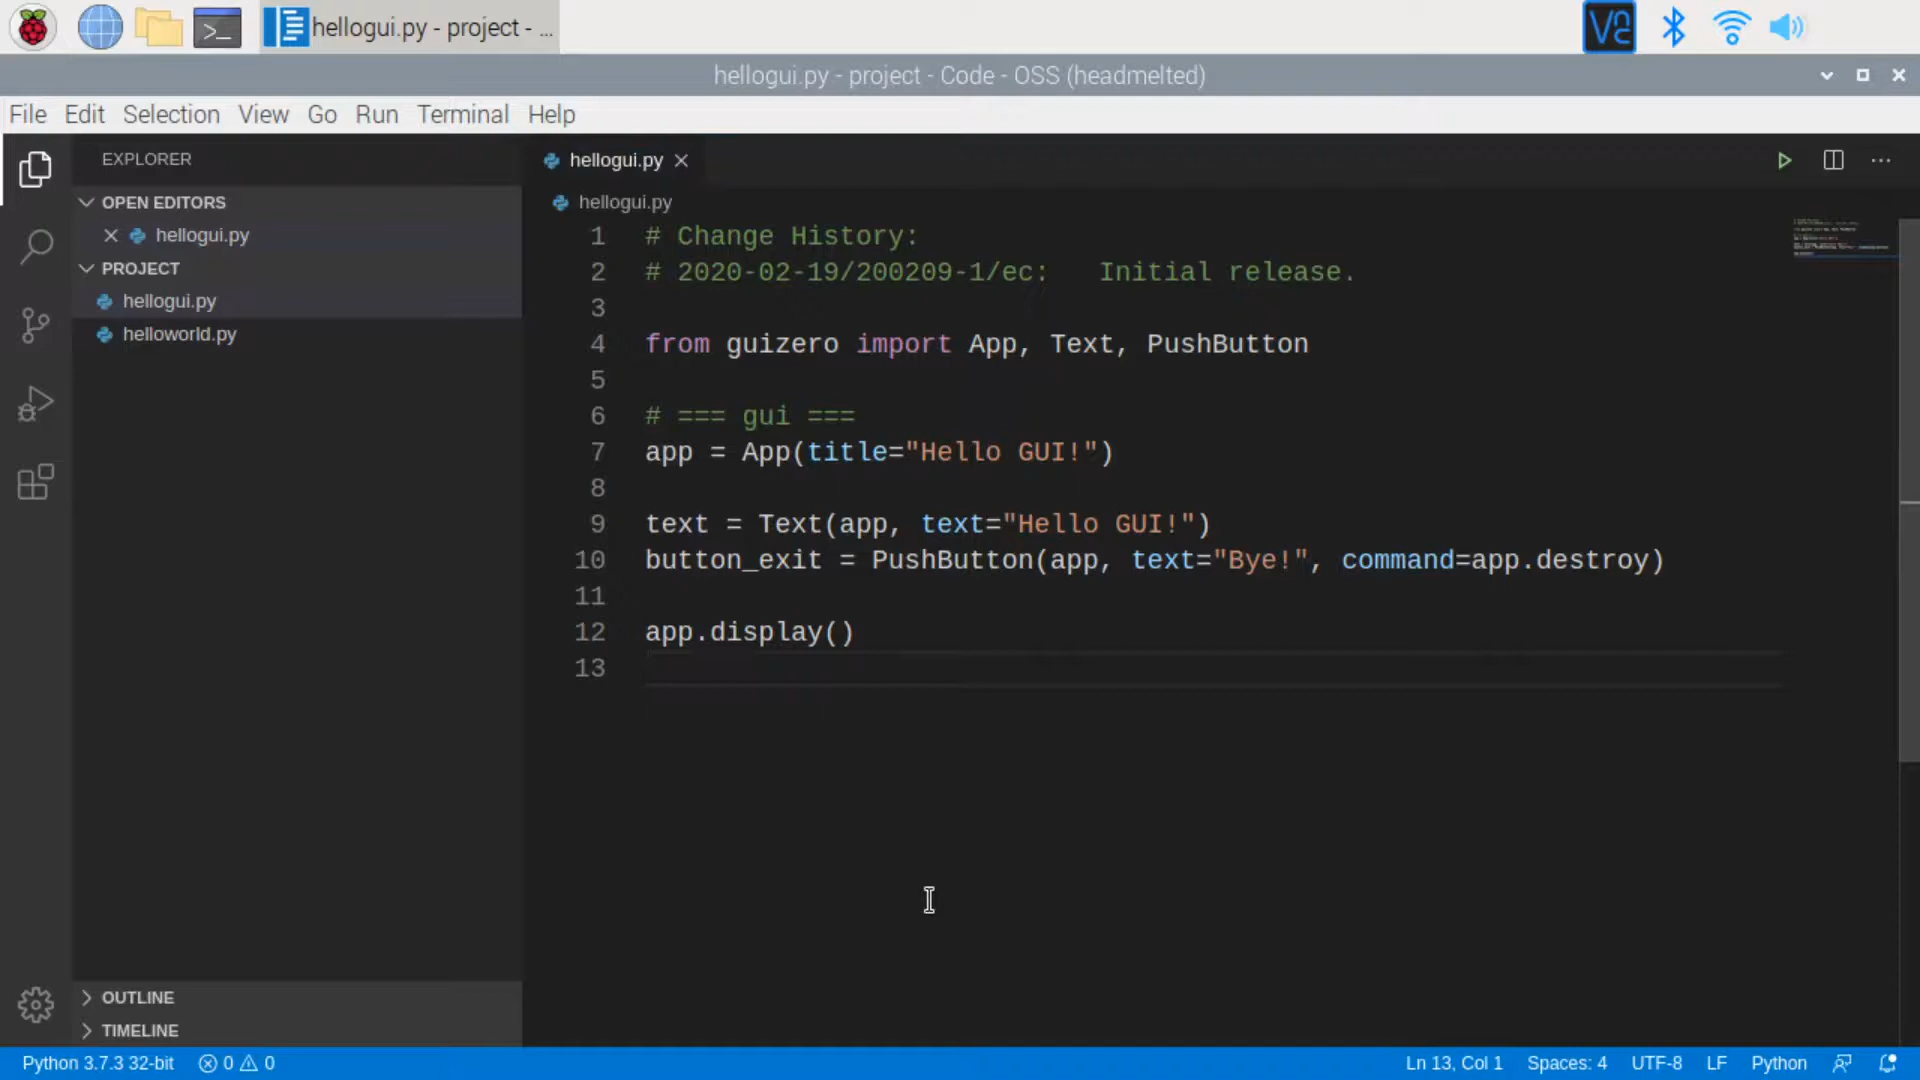 hellogui.py - project - ...
hellogui.py - project - Code - OSS (headmelted)
File Edit Selection View Go Run Terminal Help
EXPLORER
OPEN EDITORS
hellogui.py
PROJECT
hellogui.py
helloworld.py
OUTLINE
TIMELINE
hellogui.py
hellogui.py
1 # Change History:
2 # 2020-02-19/200209-1/ec:   Initial release.
3
4 from guizero import App, Text, PushButton
5
6 # === gui ===
7 app = App(title="Hello GUI!")
8
9 text = Text(app, text="Hello GUI!")
10 button_exit = PushButton(app, text="Bye!", command=app.destroy)
11
12 app.display()
13
Python 3.7.3 32-bit 0 0 Ln 13, Col 1 Spaces: 4 UTF-8 LF Python